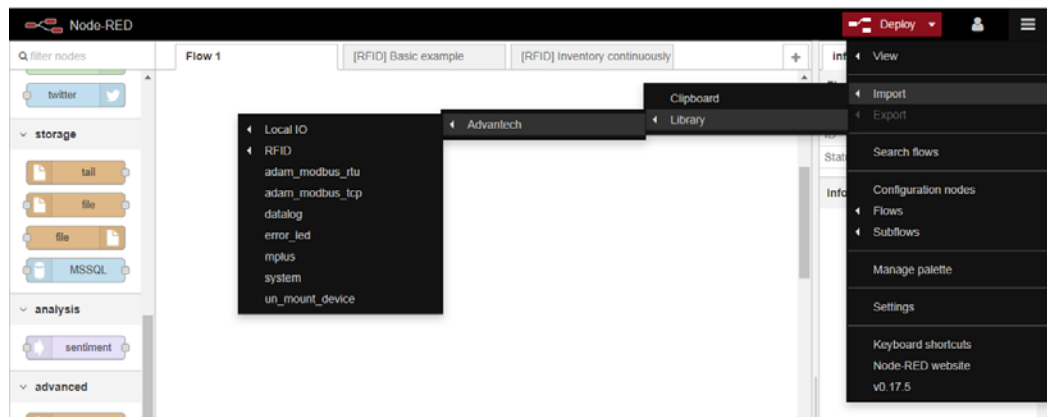 Node-RED
Deploy
filter nodes
Flow 1
[RFID] Basic example
[RFID] Inventory continuously
+
inf
View
twitter
Import
Export
Clipboard
Library
Advantech
Local IO
RFID
adam_modbus_rtu
adam_modbus_tcp
datalog
error_led
mplus
system
un_mount_device
storage
tail
file
file
MSSQL
analysis
sentiment
advanced
ID
Stat
Info
Search flows
Configuration nodes
Flows
Subflows
Manage palette
Settings
Keyboard shortcuts
Node-RED website
v0.17.5